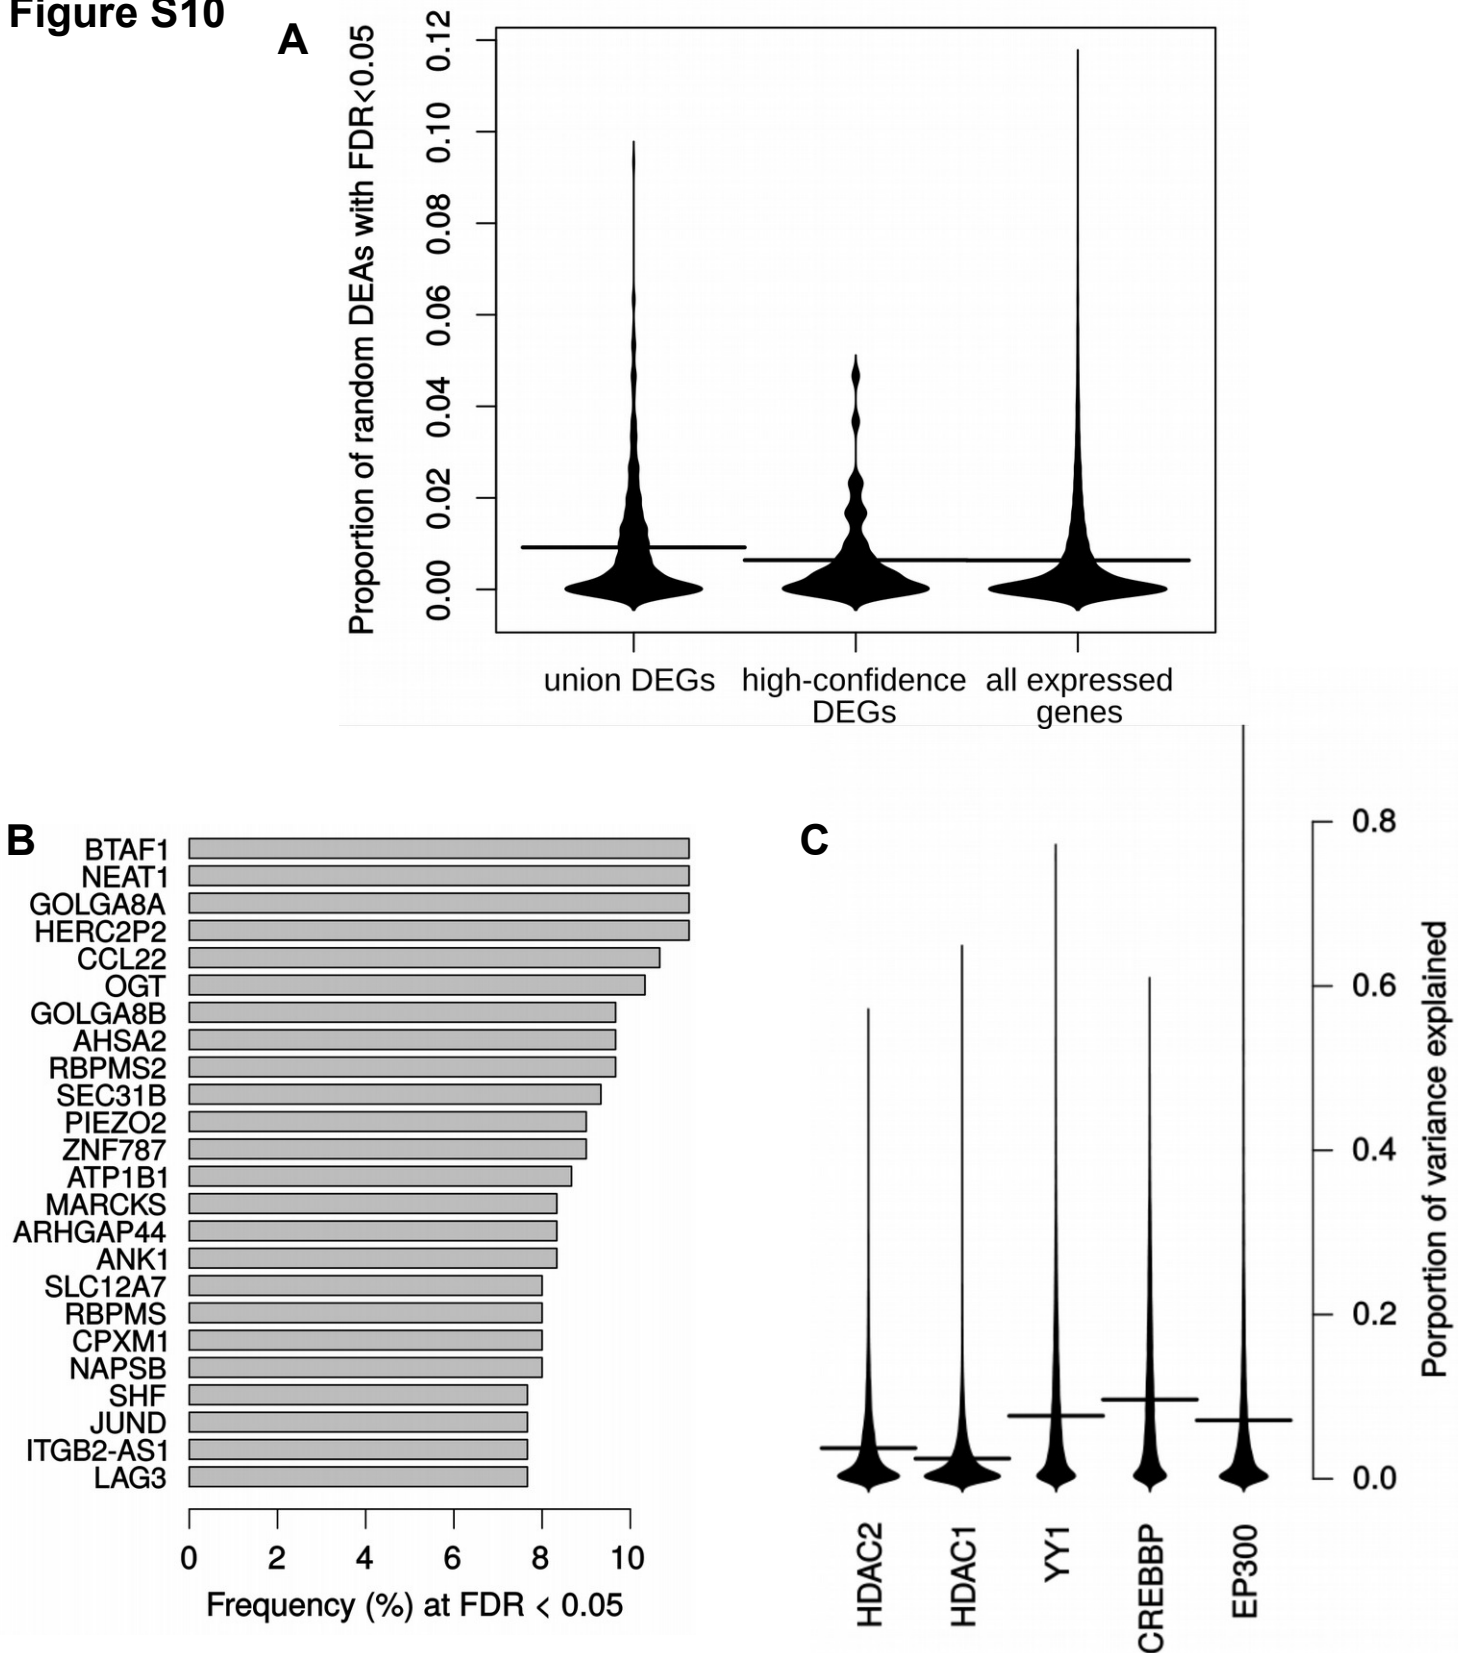 Figure S10
A
Proportion of random DEAs with FDR<0.05
0.12
0.10
0.08
0.06
0.04
0.02
0.00
union DEGs
high-confidence
DEGs
all expressed
genes
B
BTAF1
NEAT1
GOLGA8A
HERC2P2
CCL22
OGT
GOLGA8B
AHSA2
RBPMS2
SEC31B
PIEZO2
ZNF787
ATP1B1
MARCKS
ARHGAP44
ANK1
SLC12A7
RBPMS
CPXM1
NAPSB
SHF
JUND
ITGB2-AS1
LAG3
0 2 4 6 8 10
Frequency (%) at FDR < 0.05
C
0.8
0.6
0.4
0.2
0.0
Porportion of variance explained
HDAC2
HDAC1
YY1
CREBBP
EP300